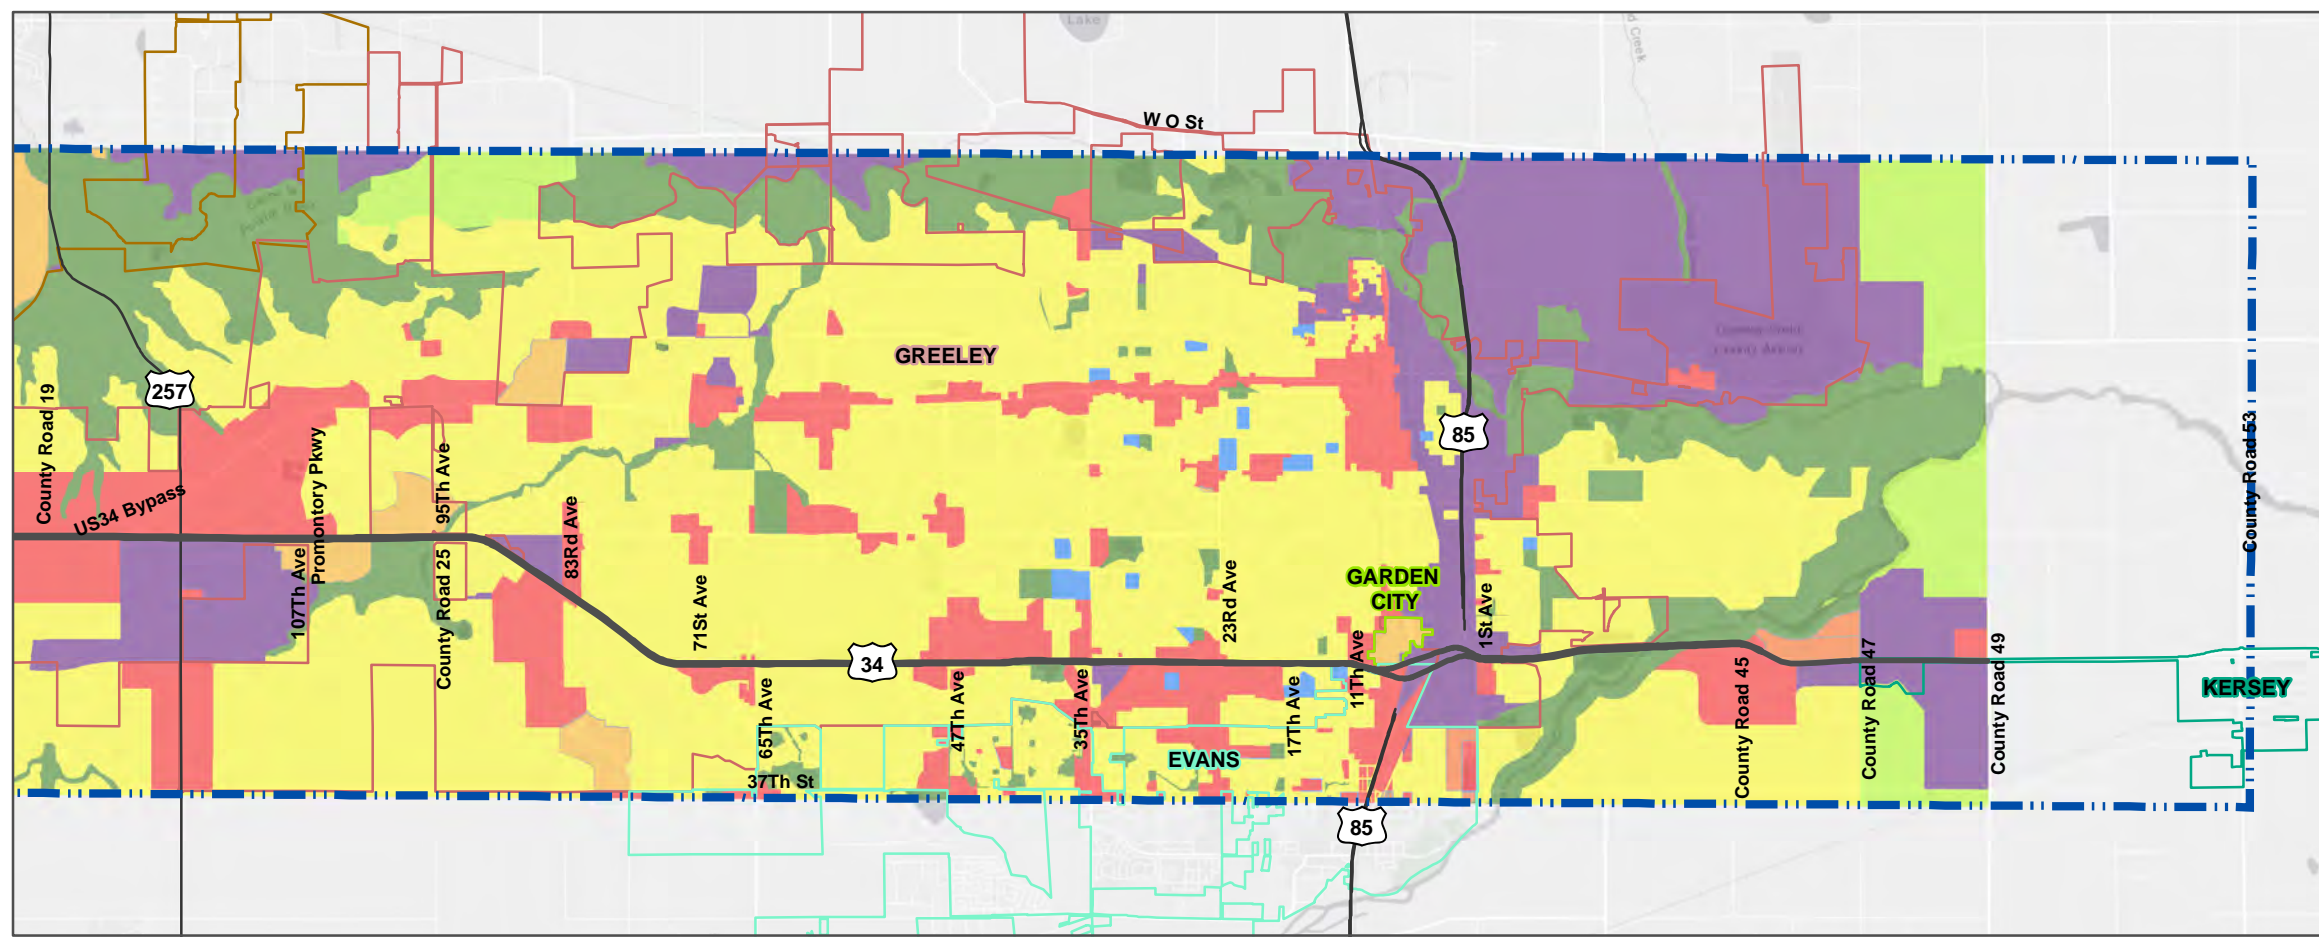 Lake
d Creek
W O St
GREELEY
257
County Road 19
US34 Bypass
Promontory Pkwy
95Th Ave
85
County Road 53
83Rd Ave
107Th Ave
County Road 25
71St Ave
23Rd Ave
GARDEN
CITY
1St Ave
34
11Th Ave
65Th Ave
47Th Ave
35Th Ave
17Th Ave
EVANS
37Th St
County Road 45
County Road 47
County Road 49
KERSEY
85